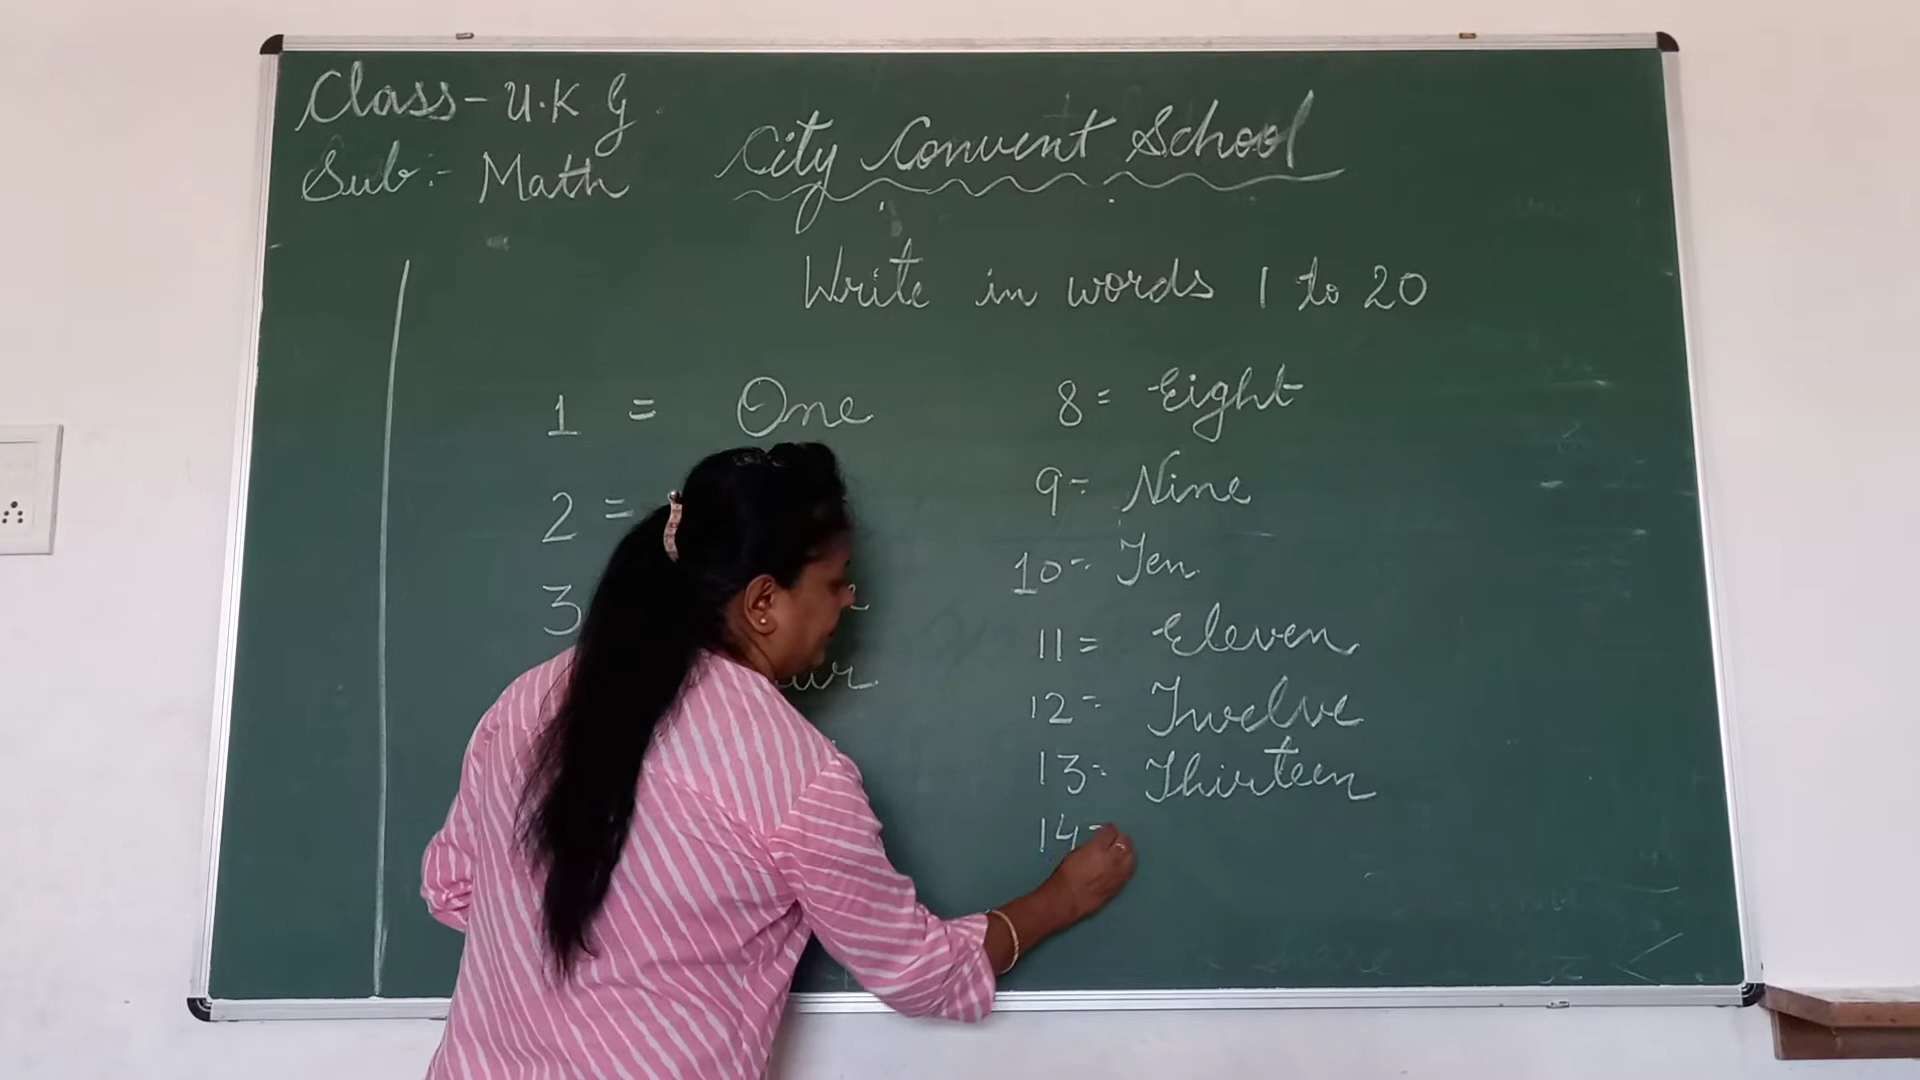 Class- U.K G
Sub:- Math
City Convent School
Write in words 1 to 20
1 = One
2 =
3
8= Eight
9= Nine
10= Ten
11= Eleven
12= Twelve
13= Thirteen
14=